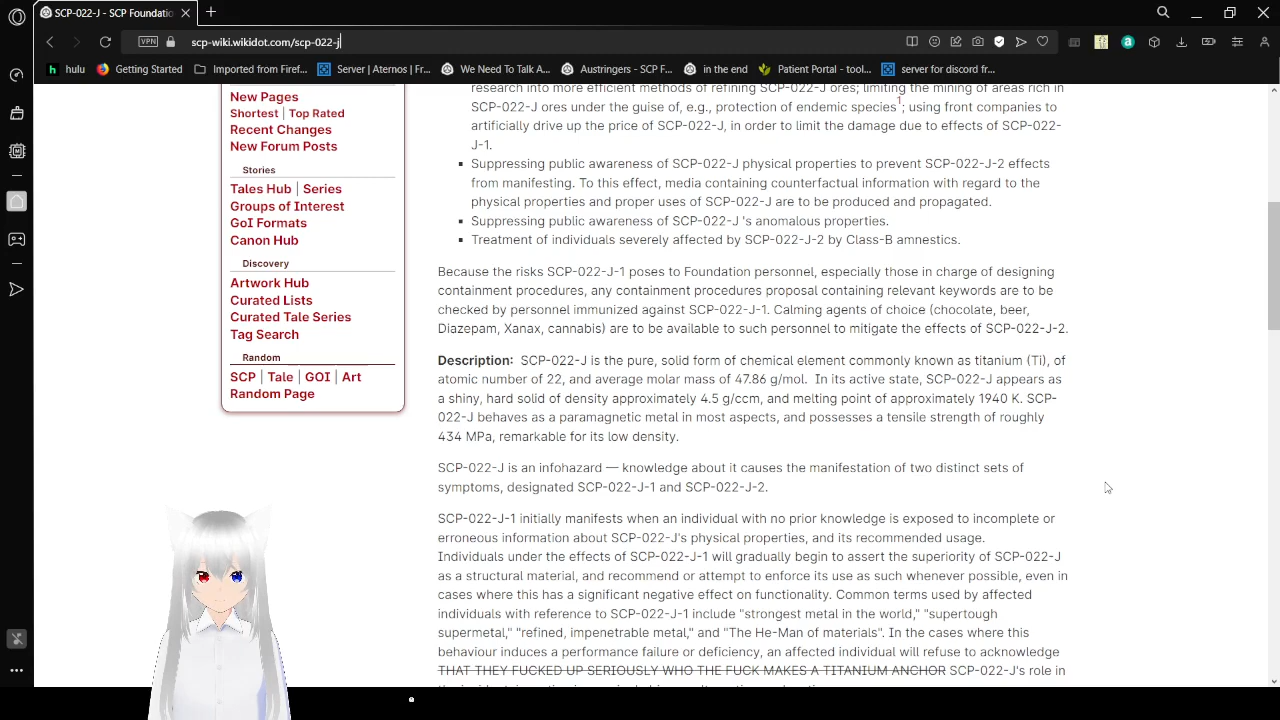 SCP-022-J - SCP Foundatio
VPN
scp-wiki.wikidot.com/scp-022-j
hulu
Getting Started
Imported from Firef...
Server | Aternos | Fr...
We Need To Talk A...
Austringers - SCP F...
in the end
Patient Portal - tool...
server for discord fr...
New Pages
Shortest | Top Rated
Recent Changes
New Forum Posts
Stories
Tales Hub | Series
Groups of Interest
GoI Formats
Canon Hub
Discovery
Artwork Hub
Curated Lists
Curated Tale Series
Tag Search
Random
SCP | Tale | GOI | Art
Random Page
research into more efficient methods of refining SCP-022-J ores; limiting the mining of areas rich in
SCP-022-J ores under the guise of, e.g., protection of endemic species1; using front companies to
artificially drive up the price of SCP-022-J, in order to limit the damage due to effects of SCP-022-
J-1.
Suppressing public awareness of SCP-022-J physical properties to prevent SCP-022-J-2 effects
from manifesting. To this effect, media containing counterfactual information with regard to the
physical properties and proper uses of SCP-022-J are to be produced and propagated.
Suppressing public awareness of SCP-022-J 's anomalous properties.
Treatment of individuals severely affected by SCP-022-J-2 by Class-B amnestics.
Because the risks SCP-022-J-1 poses to Foundation personnel, especially those in charge of designing
containment procedures, any containment procedures proposal containing relevant keywords are to be
checked by personnel immunized against SCP-022-J-1. Calming agents of choice (chocolate, beer,
Diazepam, Xanax, cannabis) are to be available to such personnel to mitigate the effects of SCP-022-J-2.
Description: SCP-022-J is the pure, solid form of chemical element commonly known as titanium (Ti), of
atomic number of 22, and average molar mass of 47.86 g/mol. In its active state, SCP-022-J appears as
a shiny, hard solid of density approximately 4.5 g/ccm, and melting point of approximately 1940 K. SCP-
022-J behaves as a paramagnetic metal in most aspects, and possesses a tensile strength of roughly
434 MPa, remarkable for its low density.
SCP-022-J is an infohazard — knowledge about it causes the manifestation of two distinct sets of
symptoms, designated SCP-022-J-1 and SCP-022-J-2.
SCP-022-J-1 initially manifests when an individual with no prior knowledge is exposed to incomplete or
erroneous information about SCP-022-J's physical properties, and its recommended usage.
Individuals under the effects of SCP-022-J-1 will gradually begin to assert the superiority of SCP-022-J
as a structural material, and recommend or attempt to enforce its use as such whenever possible, even in
cases where this has a significant negative effect on functionality. Common terms used by affected
individuals with reference to SCP-022-J-1 include "strongest metal in the world," "supertough
supermetal," "refined, impenetrable metal," and "The He-Man of materials". In the cases where this
behaviour induces a performance failure or deficiency, an affected individual will refuse to acknowledge
THAT THEY FUCKED UP SERIOUSLY WHO THE FUCK MAKES A TITANIUM ANCHOR SCP-022-J's role in